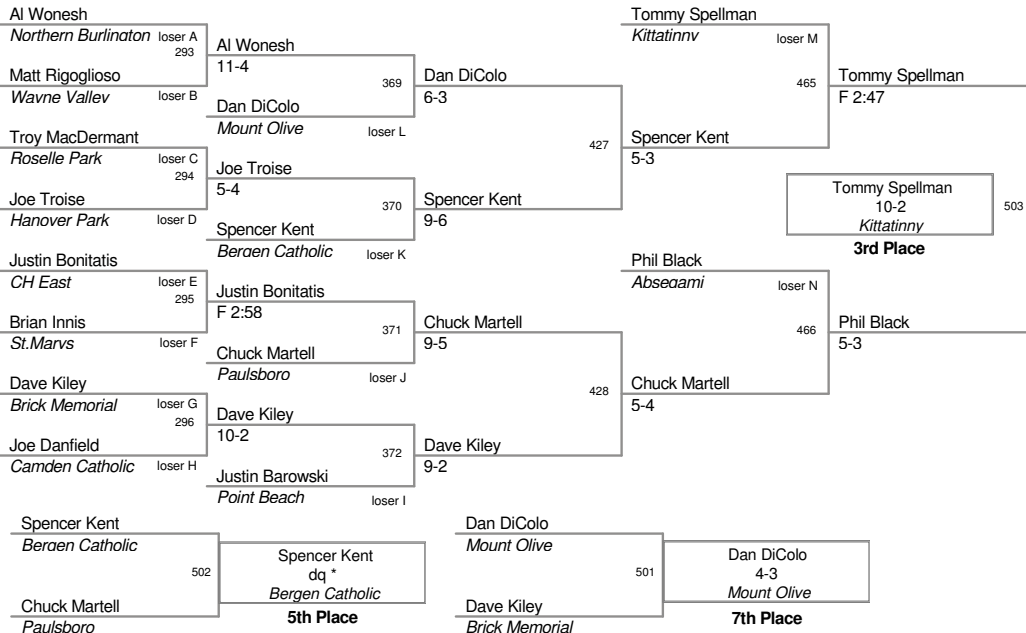 Al Wonesh
Northern Burlington loser A
293
Matt Rigoglioso
Wayne Valley loser B
Troy MacDermant
Roselle Park loser C
294
Joe Troise
Hanover Park loser D
Justin Bonitatis
CH East loser E
295
Brian Innis
St.Marys loser F
Dave Kiley
Brick Memorial loser G
296
Joe Danfield
Camden Catholic loser H
Al Wonesh
11-4
369
Dan DiColo
Mount Olive loser L
Joe Troise
5-4
370
Spencer Kent
Bergen Catholic loser K
Justin Bonitatis
F 2:58
371
Chuck Martell
Paulsboro loser J
Dave Kiley
10-2
372
Justin Barowski
Point Beach loser I
Dan DiColo
6-3
427
Spencer Kent
9-6
Chuck Martell
9-5
428
Dave Kiley
9-2
Tommy Spellman
Kittatinny loser M
465
Spencer Kent
5-3
Phil Black
Absegami loser N
466
Chuck Martell
5-4
Tommy Spellman
F 2:47
Tommy Spellman
10-2
Kittatinny
503
3rd Place
Phil Black
5-3
Spencer Kent
Bergen Catholic
502
Chuck Martell
Paulsboro
Spencer Kent
dq *
Bergen Catholic
5th Place
Dan DiColo
Mount Olive
501
Dave Kiley
Brick Memorial
Dan DiColo
4-3
Mount Olive
7th Place